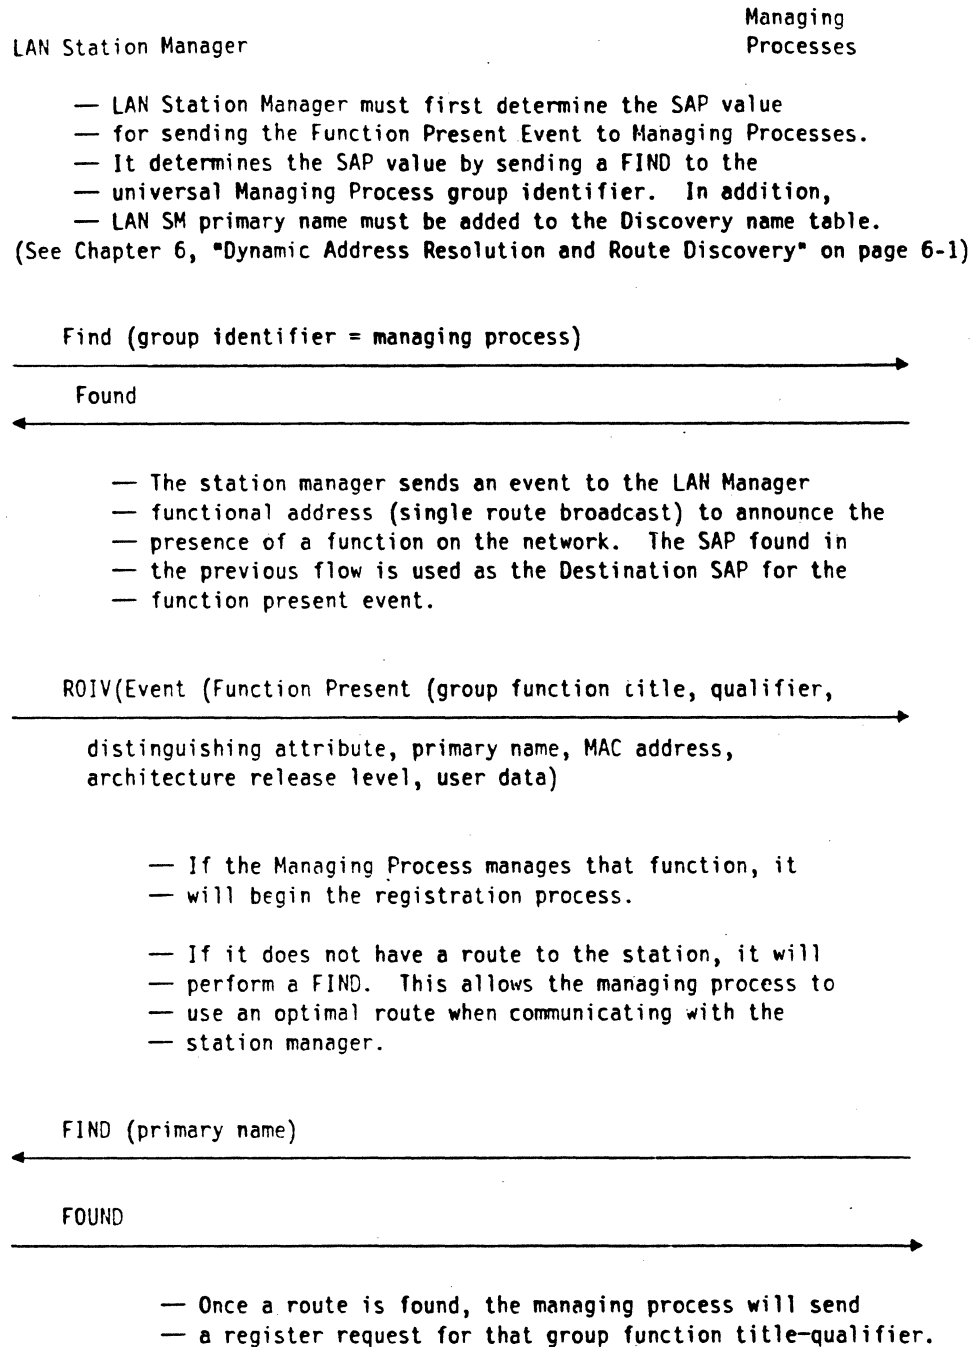 Managing
LAN Station Manager Processes
— LAN Station Manager must first determine the SAP value
— for sending the Function Present Event to Managing Processes.
— It determines the SAP value by sending a FIND to the
— universal Managing Process group identifier. In addition,
— LAN SM primary name must be added to the Discovery name table.
(See Chapter 6, "Dynamic Address Resolution and Route Discovery" on page 6-1)
Find (group identifier = managing process)
Found
— The station manager sends an event to the LAN Manager
— functional address (single route broadcast) to announce the
— presence of a function on the network. The SAP found in
— the previous flow is used as the Destination SAP for the
— function present event.
ROIV(Event (Function Present (group function title, qualifier,
distinguishing attribute, primary name, MAC address,
architecture release level, user data)
— If the Managing Process manages that function, it
— will begin the registration process.
— If it does not have a route to the station, it will
— perform a FIND. This allows the managing process to
— use an optimal route when communicating with the
— station manager.
FIND (primary name)
FOUND
— Once a route is found, the managing process will send
— a register request for that group function title-qualifier.